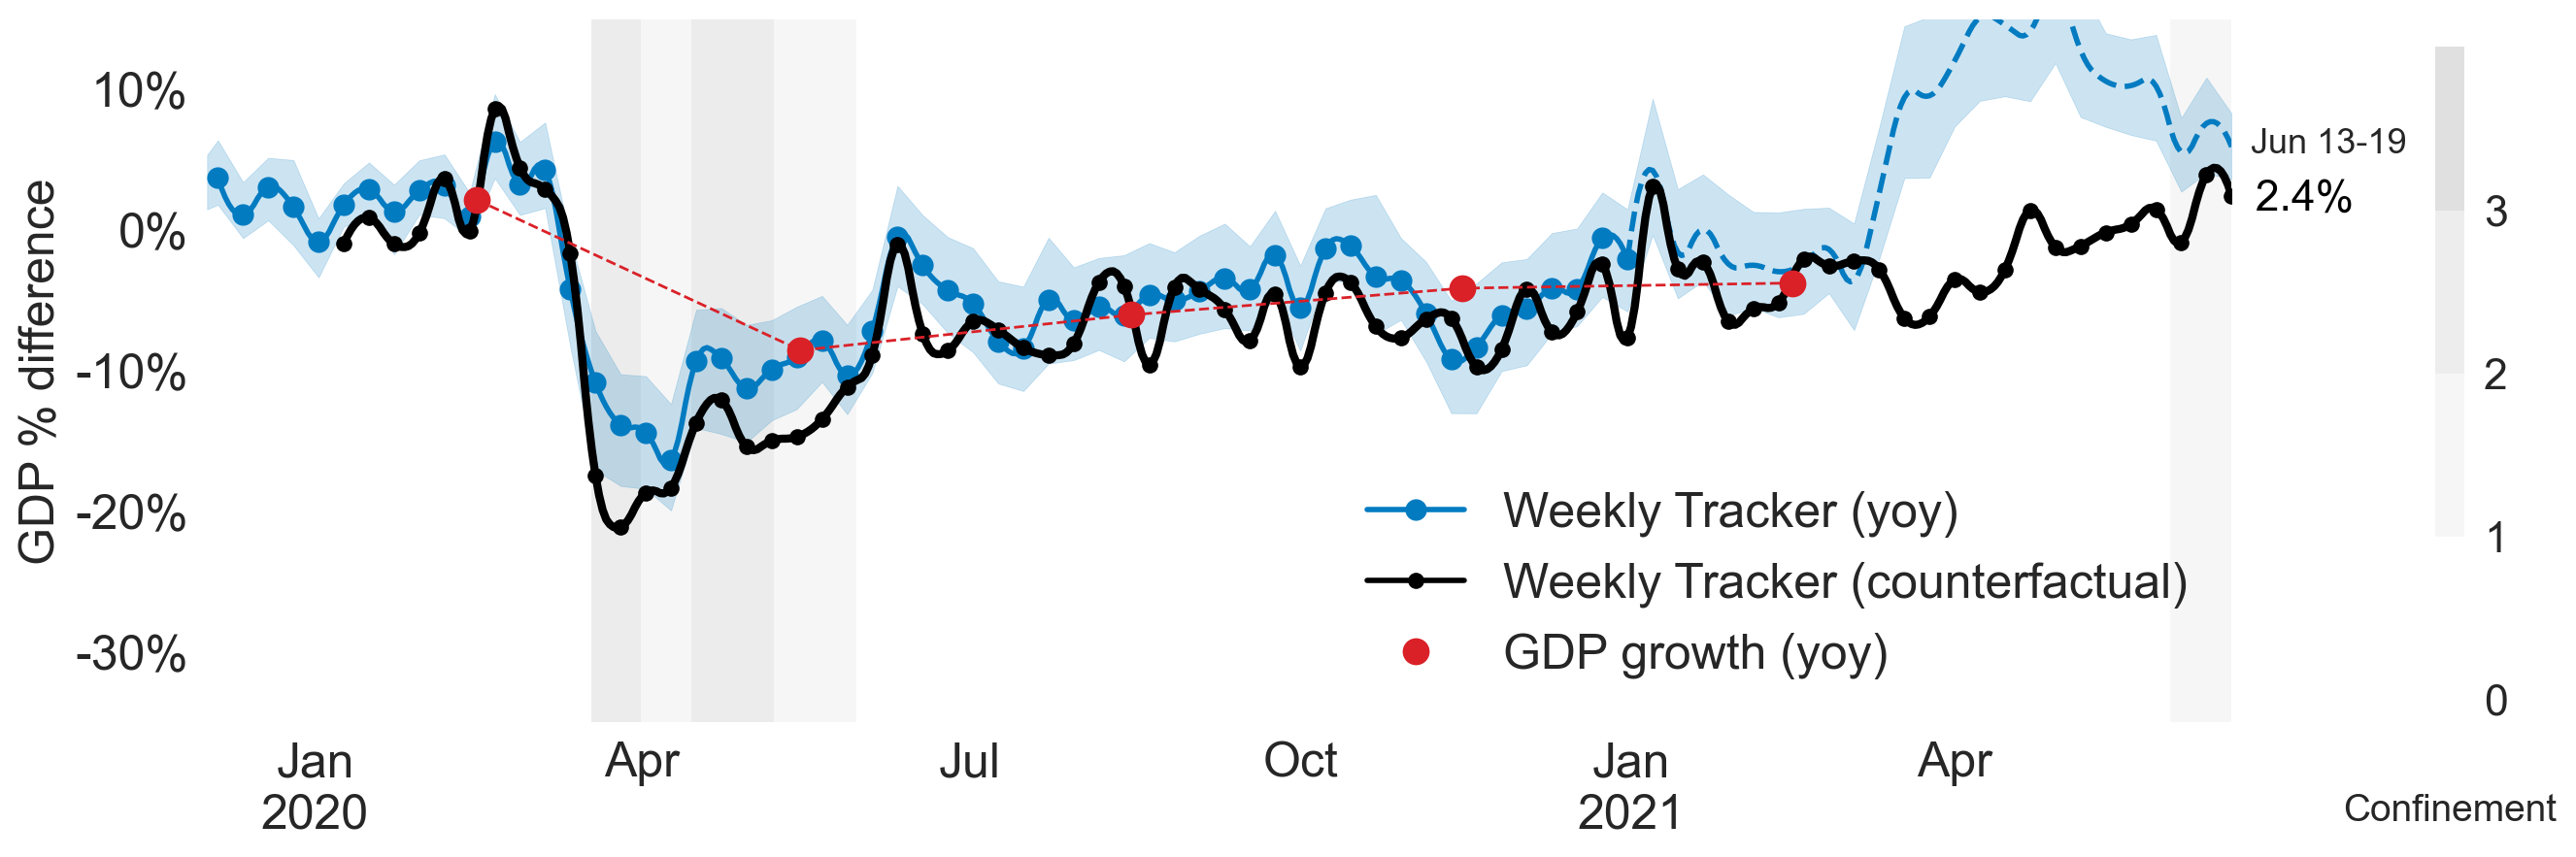 GDP % difference
10%
0%
-10%
-20%
-30%
Jan
2020
Apr
Jul
Oct
Jan
2021
Apr
Weekly Tracker (yoy)
Weekly Tracker (counterfactual)
GDP growth (yoy)
Jun 13-19
2.4%
3
2
1
0
Confinement